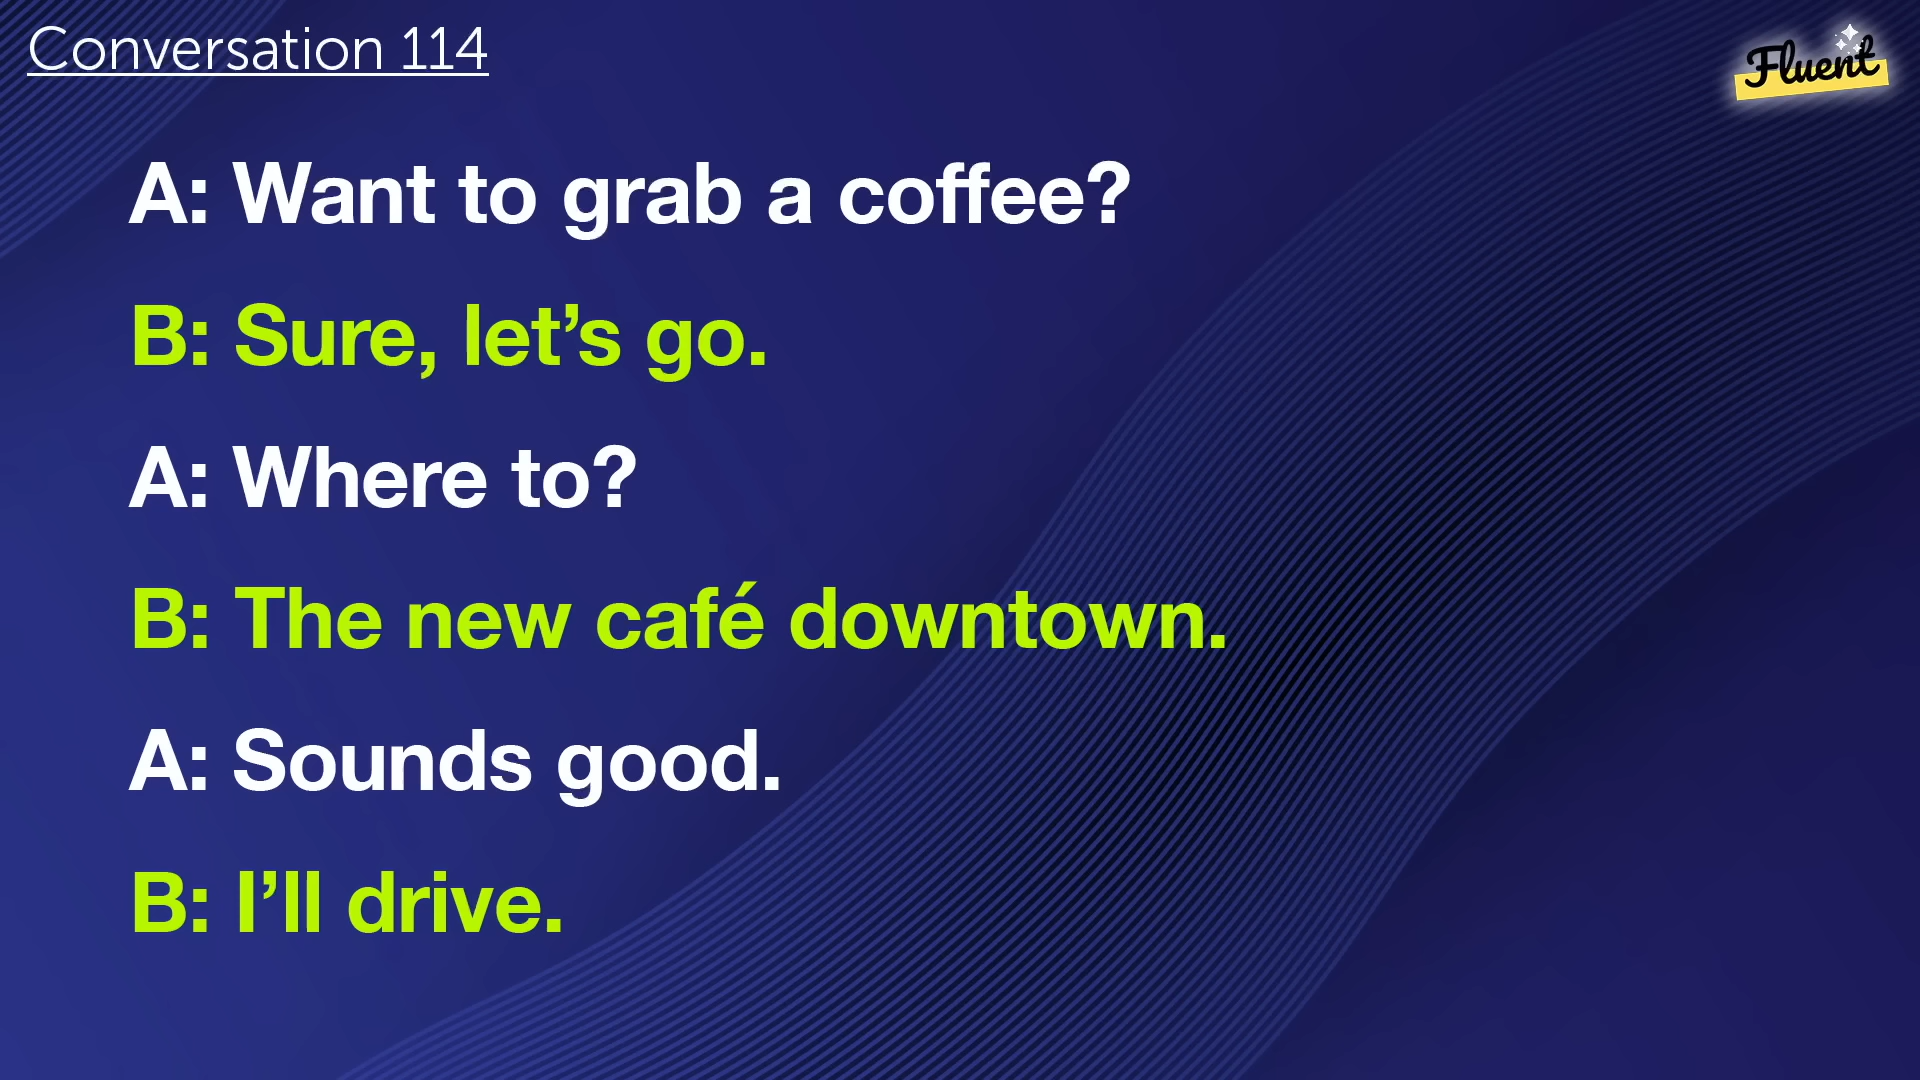 Conversation 114
Fluent
A: Want to grab a coffee?
B: Sure, let’s go.
A: Where to?
B: The new café downtown.
A: Sounds good.
B: I’ll drive.